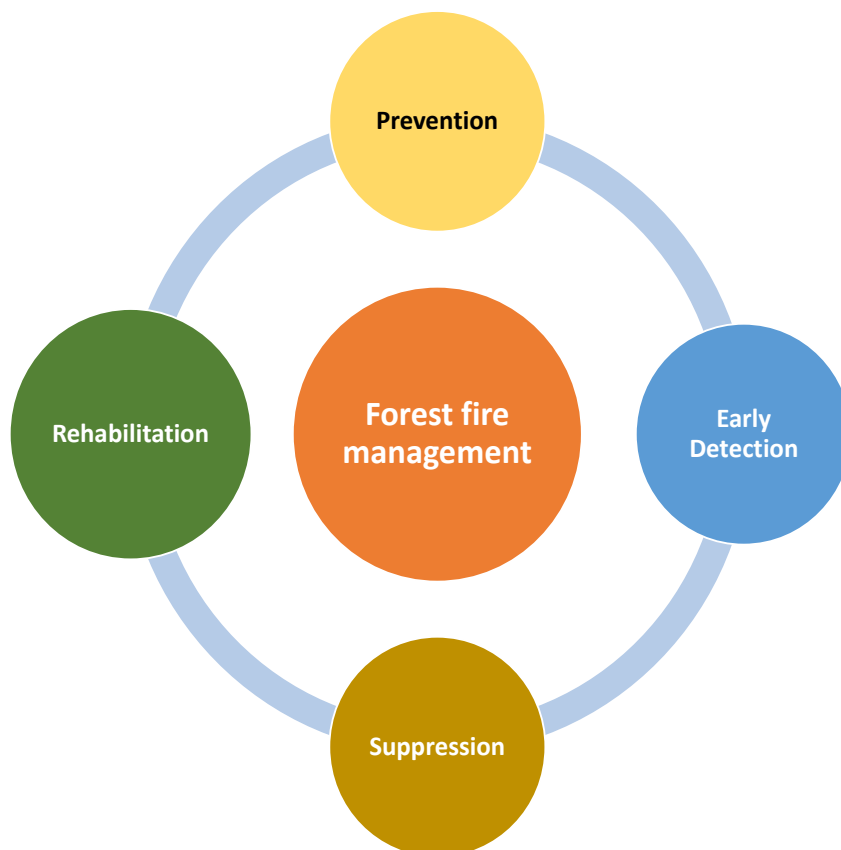 Prevention
Rehabilitation
Forest fire
management
Early
Detection
Suppression